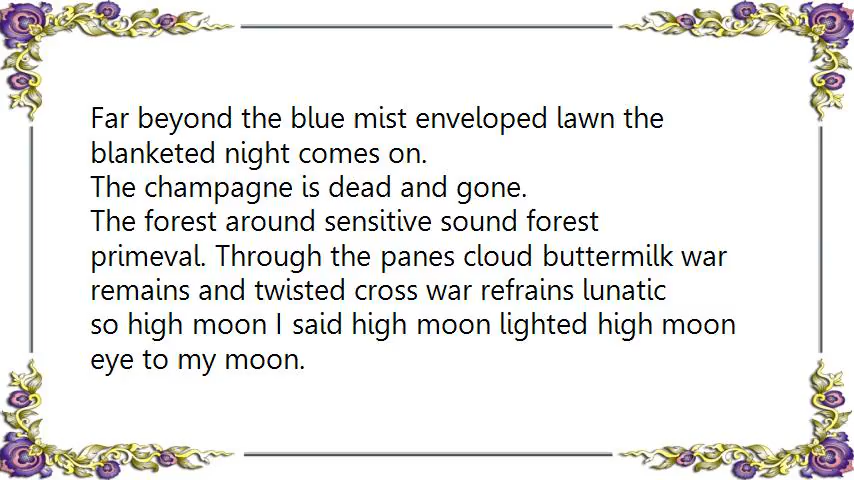 Far beyond the blue mist enveloped lawn the
blanketed night comes on.
The champagne is dead and gone.
The forest around sensitive sound forest
primeval. Through the panes cloud buttermilk war
remains and twisted cross war refrains lunatic
so high moon I said high moon lighted high moon
eye to my moon.